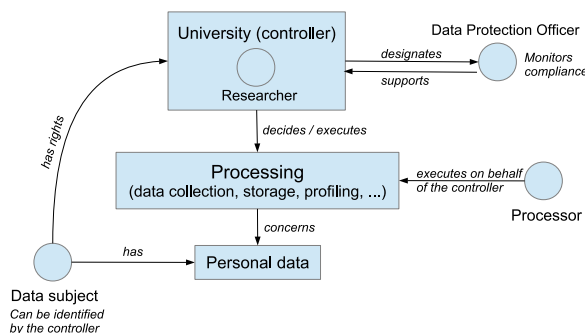 University (controller)
Researcher
designates
supports
Data Protection Officer
Monitors
compliance
has rights
decides / executes
Processing
(data collection, storage, profiling, ...)
executes on behalf
of the controller
Processor
concerns
has
Personal data
Data subject
Can be identified
by the controller